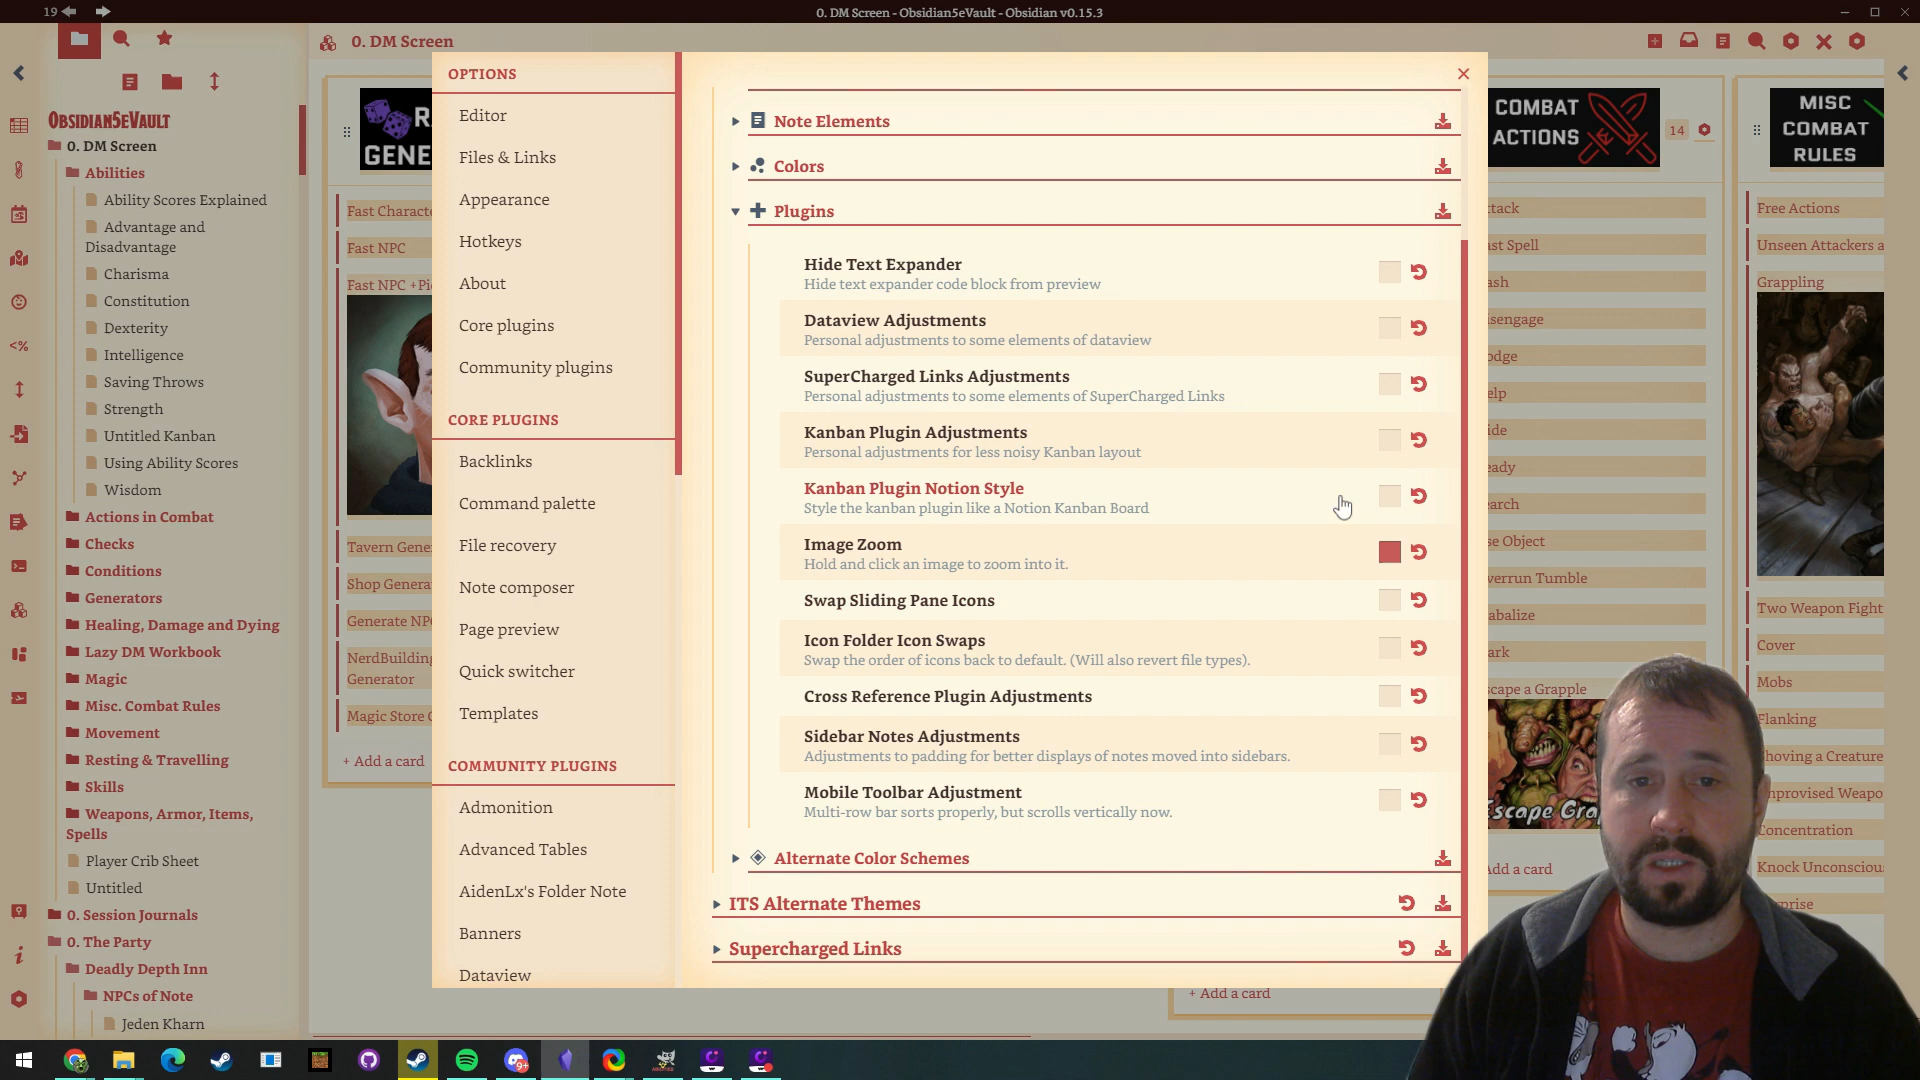 19
0. DM Screen - Obsidian5eVault - Obsidian v0.15.3
0. DM Screen
Obsidian5eVault
0. DM Screen
Abilities
Ability Scores Explained
Advantage and
Disadvantage
Charisma
Constitution
Dexterity
Intelligence
Saving Throws
Strength
Untitled Kanban
Using Ability Scores
Wisdom
Actions in Combat
Checks
Conditions
Generators
Healing, Damage and Dying
Lazy DM Workbook
Magic
Misc. Combat Rules
Movement
Resting & Travelling
Skills
Weapons, Armor, Items,
Spells
Player Crib Sheet
Untitled
0. Session Journals
0. The Party
Deadly Depth Inn
NPCs of Note
Jeden Kharn
<%
Fast NPC
+ Add a card
OPTIONS
Editor
Files & Links
Appearance
Hotkeys
About
Core plugins
Community plugins
CORE PLUGINS
Backlinks
Command palette
File recovery
Note composer
Page preview
Quick switcher
Templates
COMMUNITY PLUGINS
Admonition
Advanced Tables
AidenLx's Folder Note
Banners
Dataview
Note Elements
Colors
Plugins
Hide Text Expander
Hide text expander code block from preview
Dataview Adjustments
Personal adjustments to some elements of dataview
SuperCharged Links Adjustments
Personal adjustments to some elements of SuperCharged Links
Kanban Plugin Adjustments
Personal adjustments for less noisy Kanban layout
Kanban Plugin Notion Style
Style the kanban plugin like a Notion Kanban Board
Image Zoom
Hold and click an image to zoom into it.
Swap Sliding Pane Icons
Icon Folder Icon Swaps
Swap the order of icons back to default. (Will also revert file types).
Cross Reference Plugin Adjustments
Sidebar Notes Adjustments
Adjustments to padding for better displays of notes moved into sidebars.
Mobile Toolbar Adjustment
Multi-row bar sorts properly, but scrolls vertically now.
Alternate Color Schemes
ITS Alternate Themes
Supercharged Links
COMBAT
ACTIONS
14
Add a card
+ Add a card
MISC
COMBAT
RULES
Free Actions
Unseen Attackers a
Grappling
Two Weapon Fight
Cover
Mobs
Flanking
Concentration
Knock Unconscious